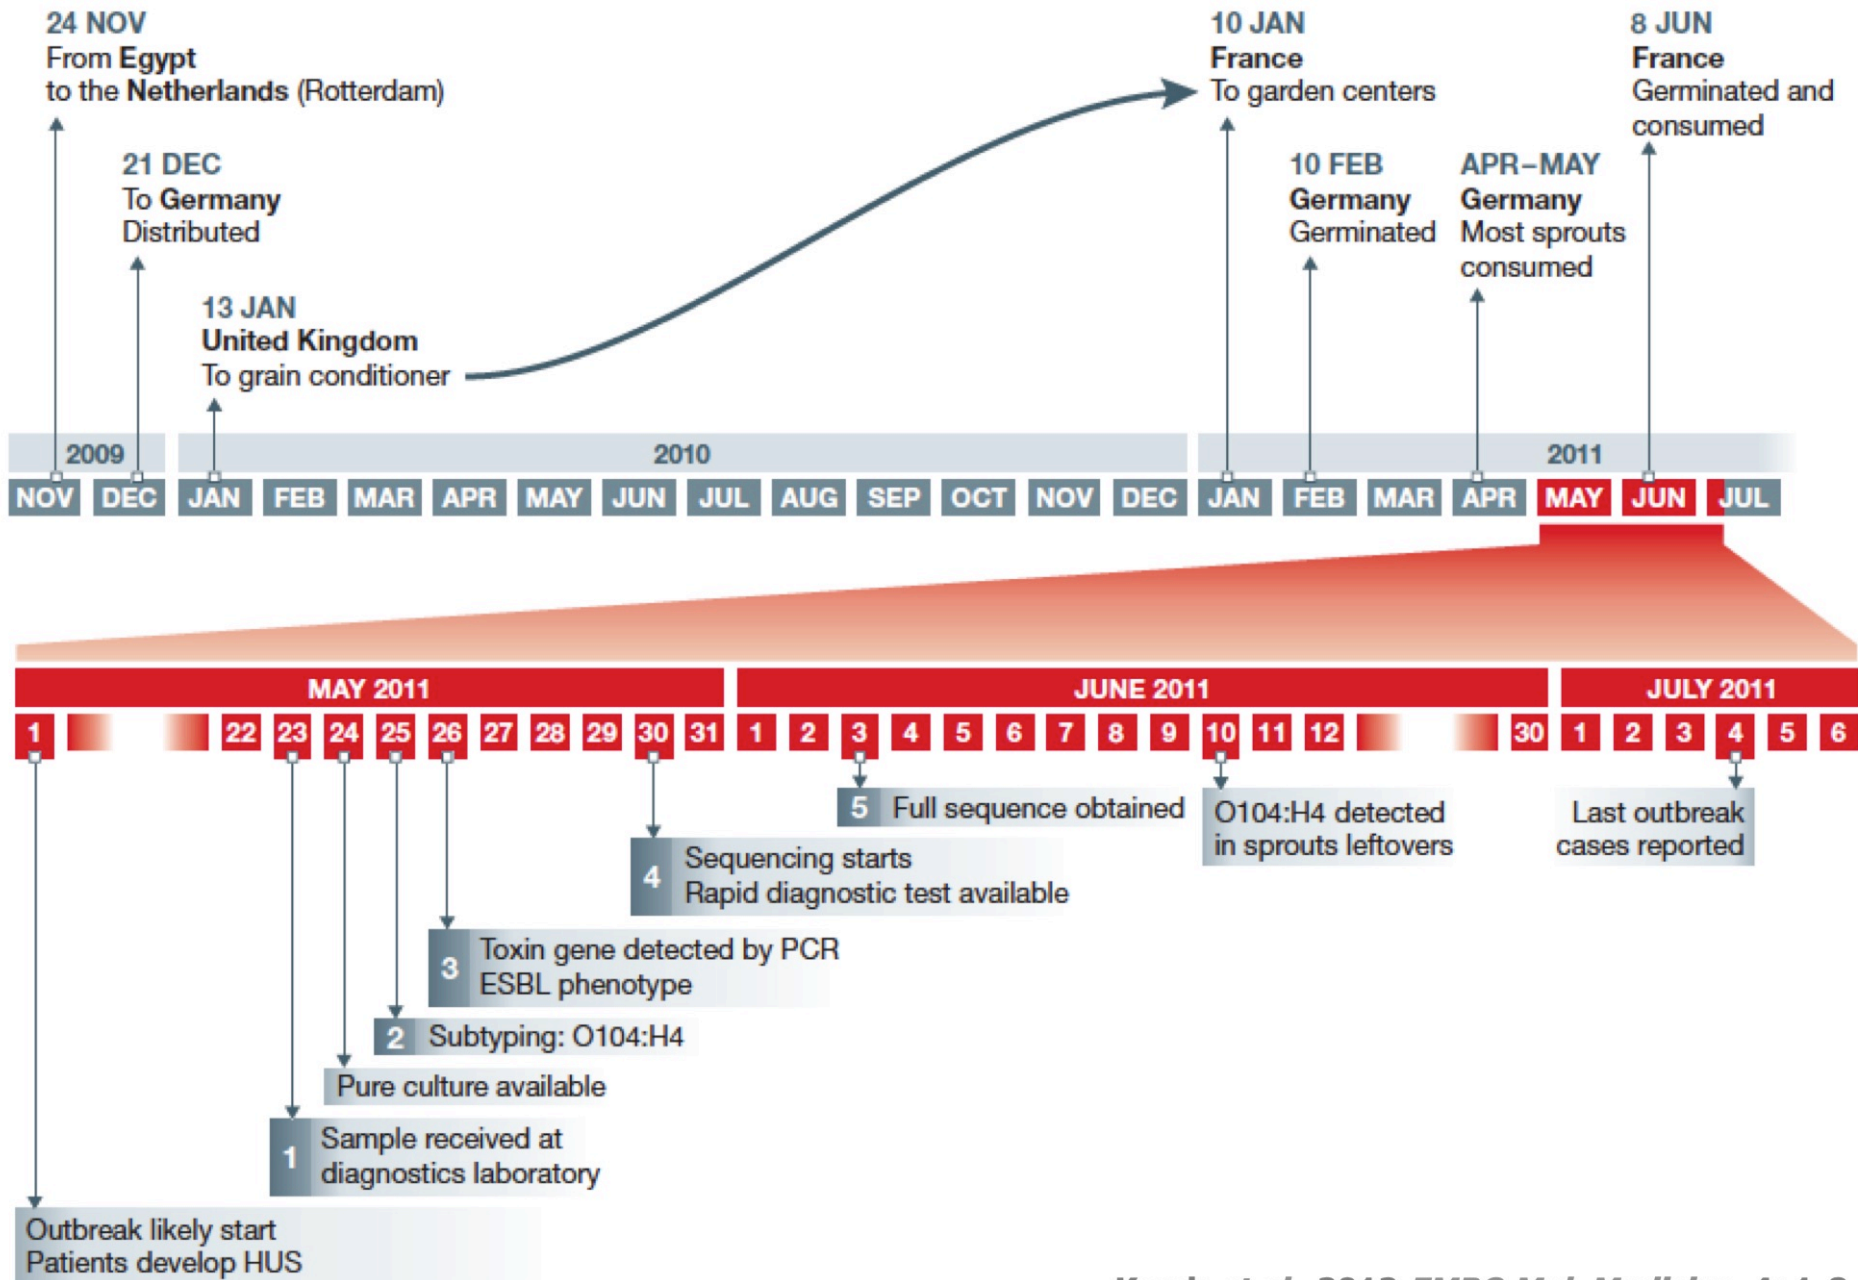 24 NOV
From Egypt
to the Netherlands (Rotterdam)
21 DEC
To Germany
Distributed
13 JAN
United Kingdom
To grain conditioner
10 JAN
France
To garden centers
10 FEB
Germany
Germinated
APR–MAY
Germany
Most sprouts
consumed
8 JUN
France
Germinated and
consumed
2009 2010 2011
NOV DEC JAN FEB MAR APR MAY JUN JUL AUG SEP OCT NOV DEC JAN FEB MAR APR MAY JUN JUL
MAY 2011 JUNE 2011 JULY 2011
1 22 23 24 25 26 27 28 29 30 31 1 2 3 4 5 6 7 8 9 10 11 12 30 1 2 3 4 5 6
5 Full sequence obtained
O104:H4 detected
in sprouts leftovers
Last outbreak
cases reported
4 Sequencing starts
Rapid diagnostic test available
3 Toxin gene detected by PCR
ESBL phenotype
2 Subtyping: O104:H4
Pure culture available
1 Sample received at
diagnostics laboratory
Outbreak likely start
Patients develop HUS